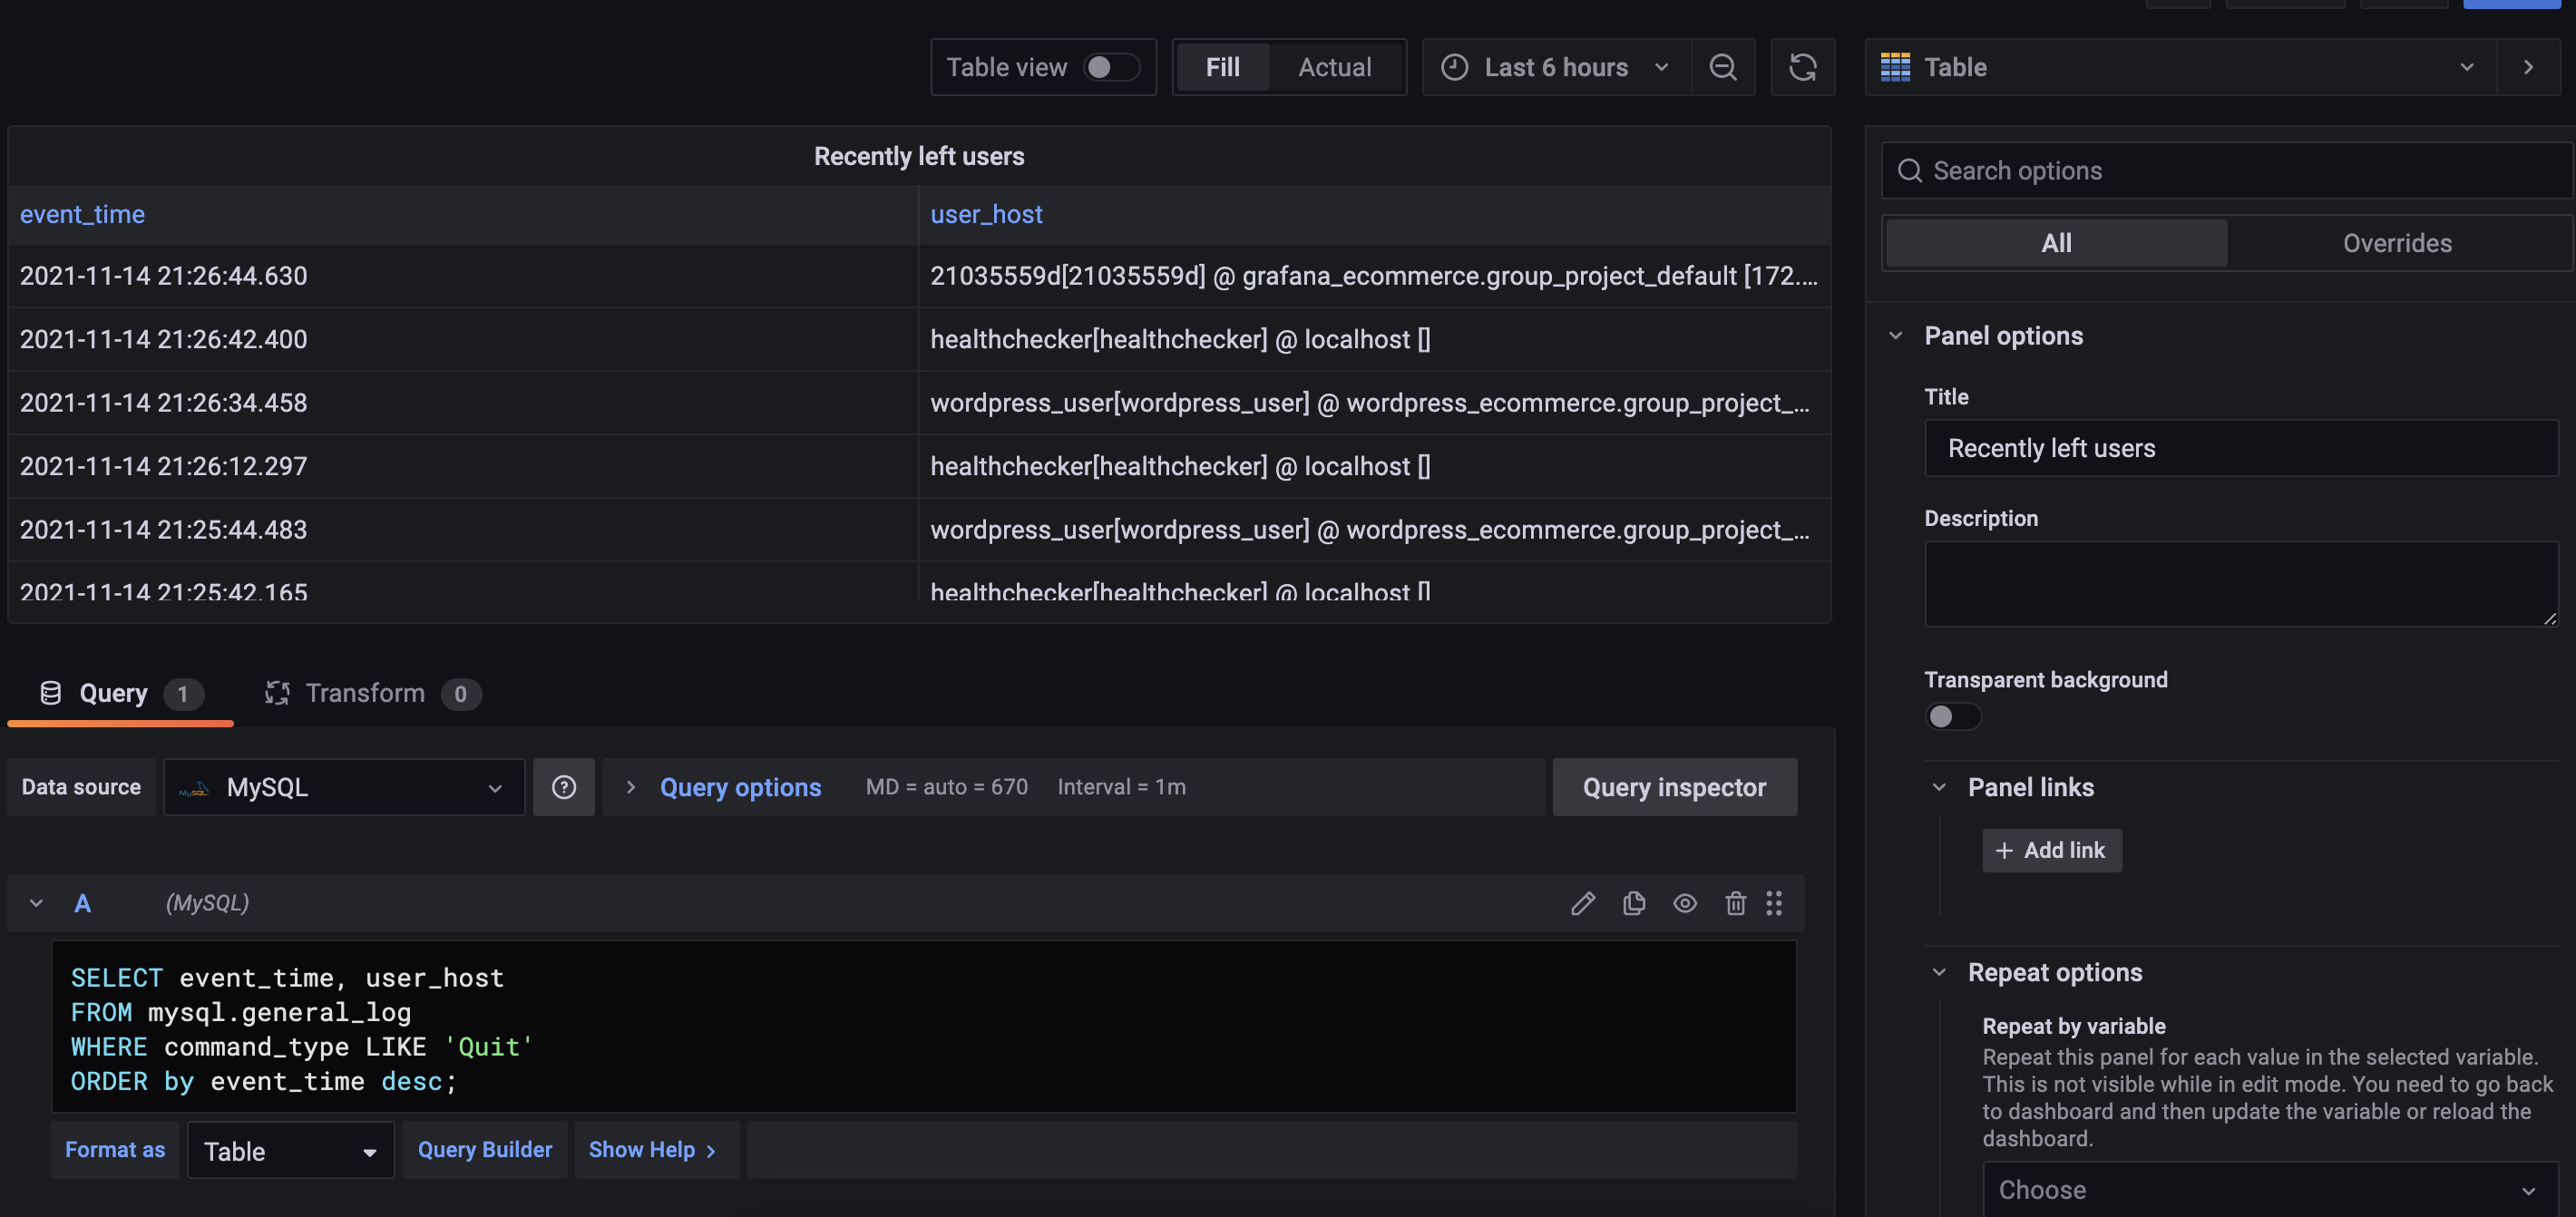 Table view
Fill
Actual
Last 6 hours
Table
Recently left users
event_time
user_host
2021-11-14 21:26:44.630
21035559d[21035559d] @ grafana_ecommerce.group_project_default [172....
2021-11-14 21:26:42.400
healthchecker[healthchecker] @ localhost []
2021-11-14 21:26:34.458
wordpress_user[wordpress_user] @ wordpress_ecommerce.group_project_...
2021-11-14 21:26:12.297
healthchecker[healthchecker] @ localhost []
2021-11-14 21:25:44.483
wordpress_user[wordpress_user] @ wordpress_ecommerce.group_project_...
2021-11-14 21:25:42.165
healthchecker[healthchecker] @ localhost []
Query 1
Transform 0
Data source
MySQL
MySQL
Query options
MD = auto = 670
Interval = 1m
Query inspector
A
(MySQL)
SELECT event_time, user_host
FROM mysql.general_log
WHERE command_type LIKE 'Quit'
ORDER by event_time desc;
Format as
Table
Query Builder
Show Help >
Search options
All
Overrides
Panel options
Title
Recently left users
Description
Transparent background
Panel links
+ Add link
Repeat options
Repeat by variable
Repeat this panel for each value in the selected variable.
This is not visible while in edit mode. You need to go back
to dashboard and then update the variable or reload the
dashboard.
Choose